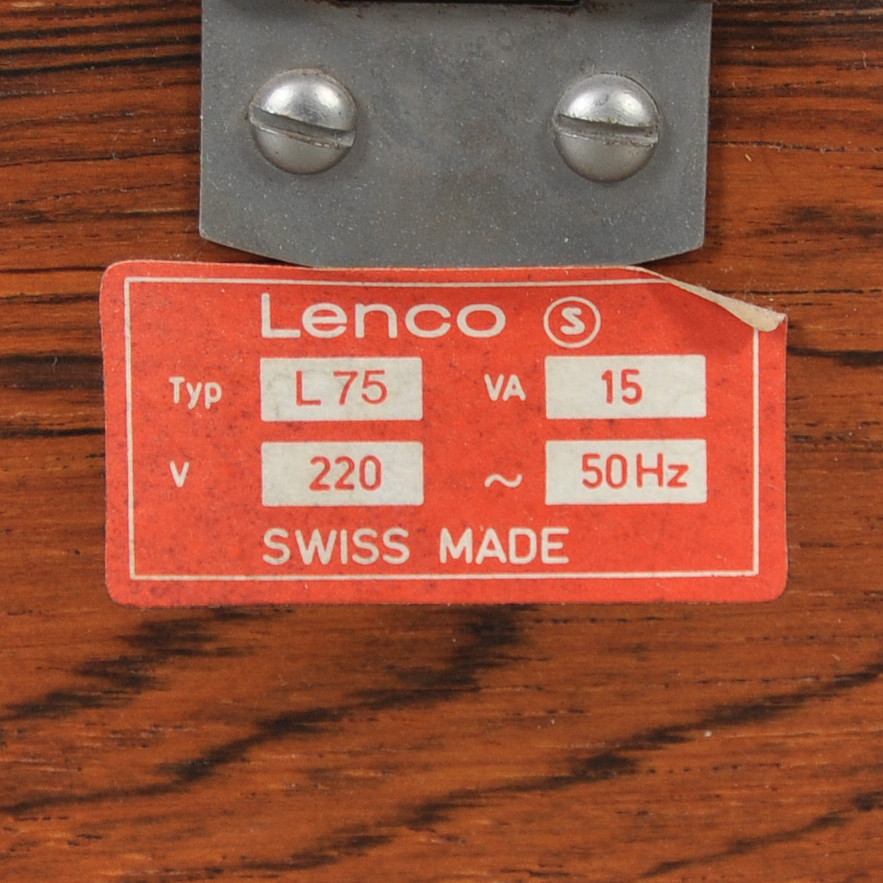 Lenco S
Typ L 75 VA 15
V 220 ~ 50Hz
SWISS MADE